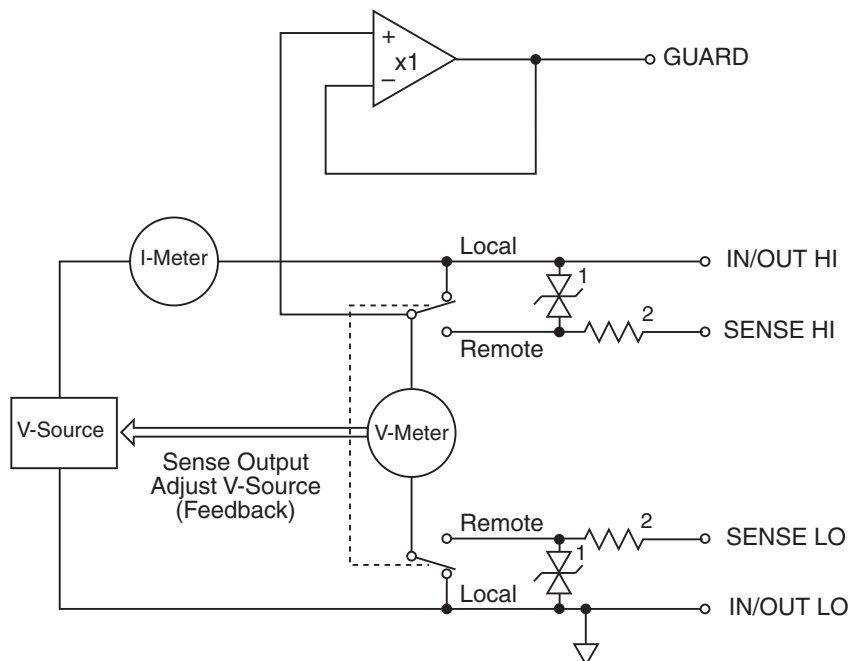 +
x1
–
GUARD
I-Meter
Local
1
IN/OUT HI
2
Remote
SENSE HI
V-Source
V-Meter
Sense Output
Adjust V-Source
(Feedback)
Remote
2
SENSE LO
1
Local
IN/OUT LO